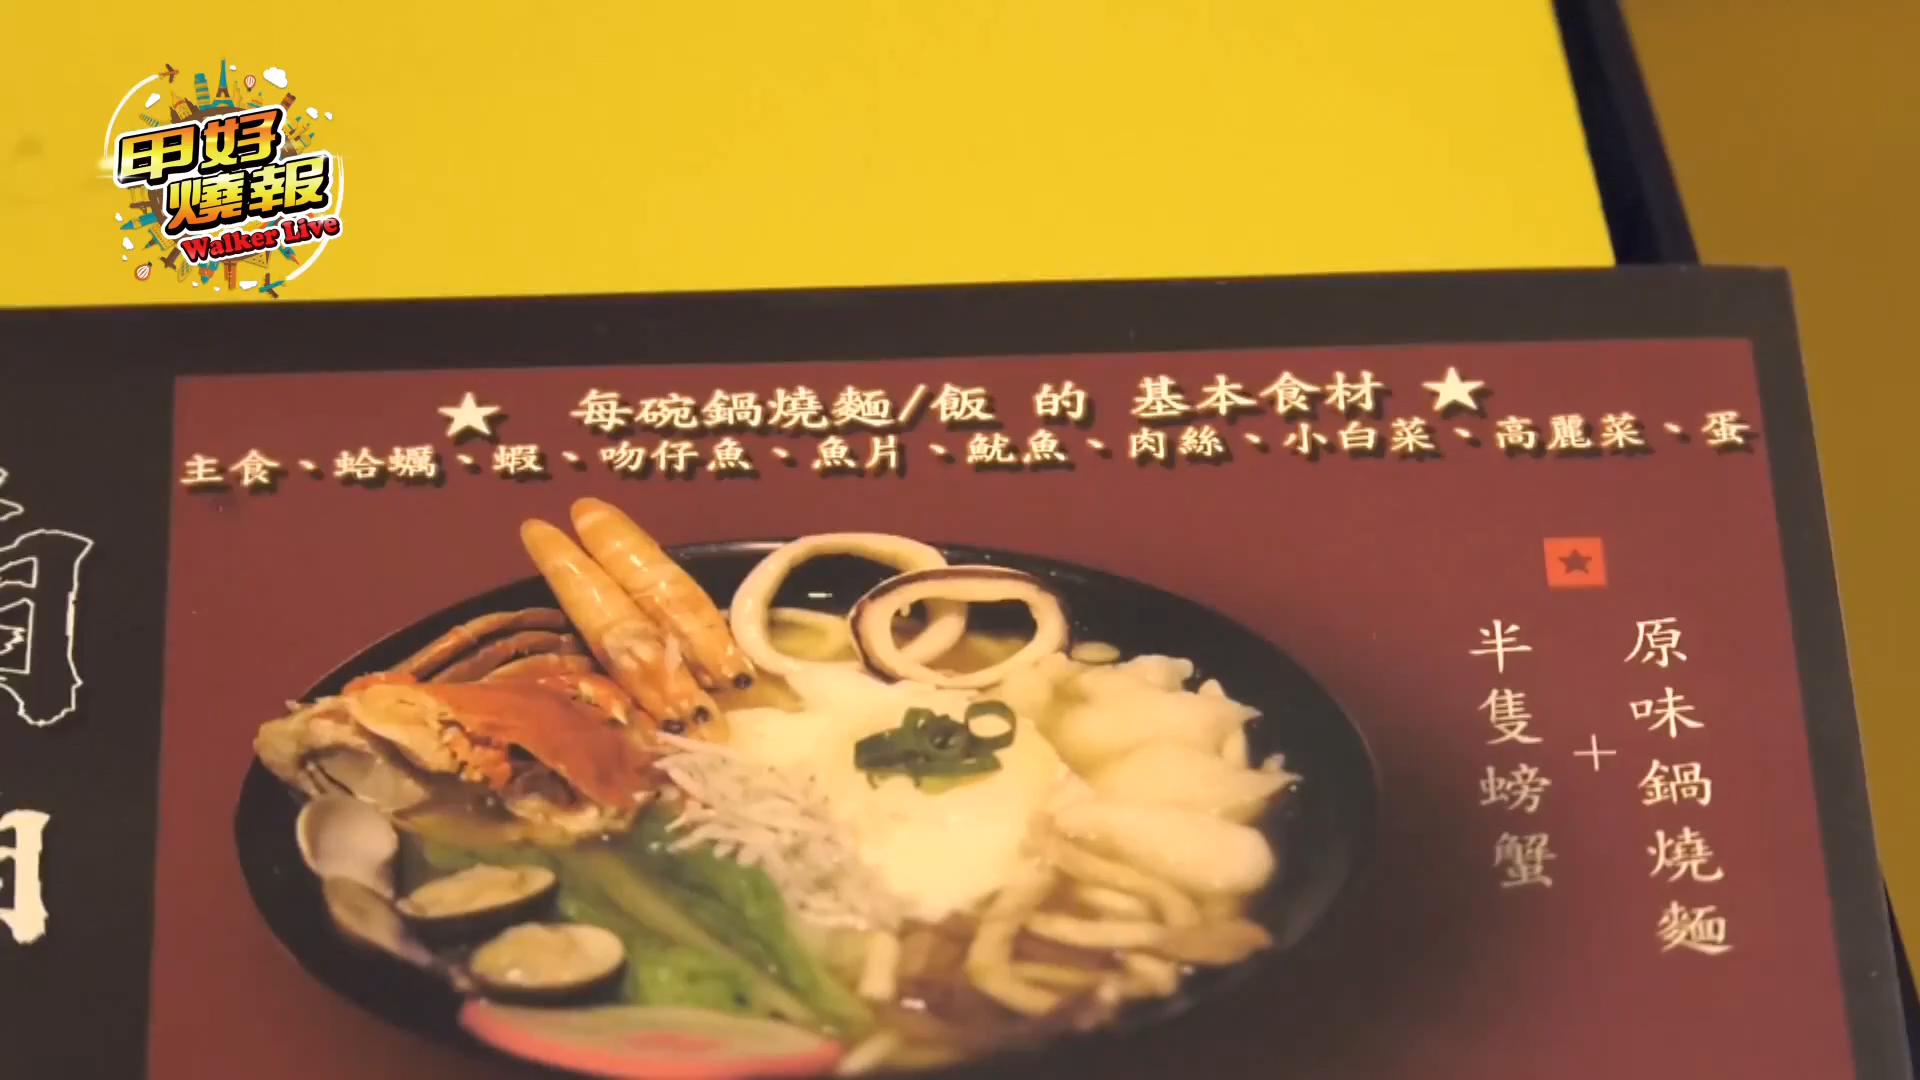 甲好
燒報
Walker Live
★ 每碗鍋燒麵/飯 的 基本食材 ★
主食、蛤蠣、蝦、吻仔魚、魚片、魷魚、肉絲、小白菜、高麗菜、蛋
原味鍋燒麵
+
半隻螃蟹